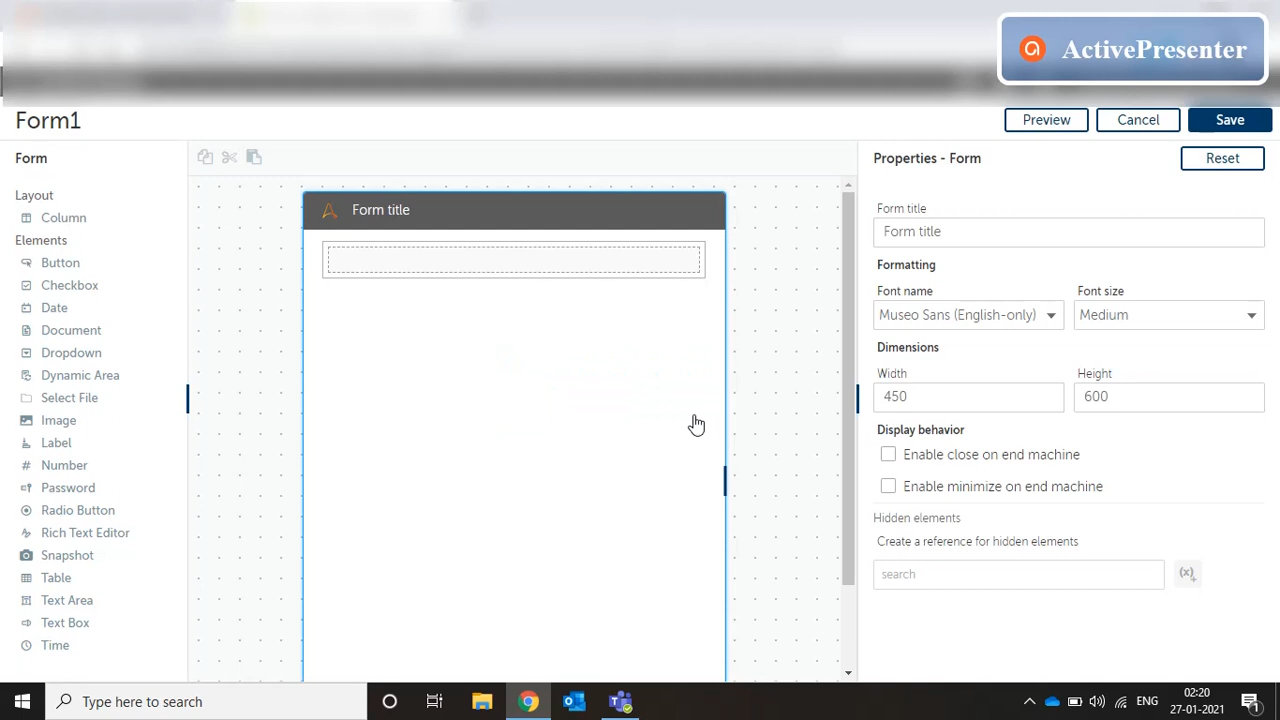 ActivePresenter
Form1
Preview
Cancel
Save
Form
Properties - Form
Reset
Layout
Column
Elements
Button
Checkbox
Date
Document
Dropdown
Dynamic Area
Select File
Image
Label
Number
Password
Radio Button
Rich Text Editor
Snapshot
Table
Text Area
Text Box
Time
Form title
Form title
Form title
Formatting
Font name
Font size
Museo Sans (English-only)
Medium
Dimensions
Width
Height
450
600
Display behavior
Enable close on end machine
Enable minimize on end machine
Hidden elements
Create a reference for hidden elements
search
(x)+
Type here to search
ENG
02:20
27-01-2021
1